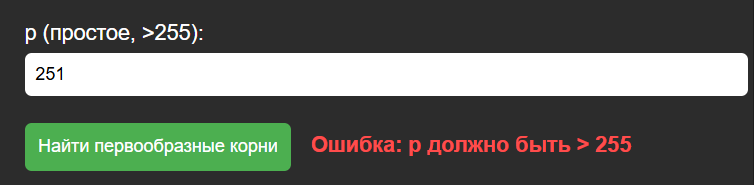 p (простое, >255):
251
Найти первообразные корни
Ошибка: p должно быть > 255